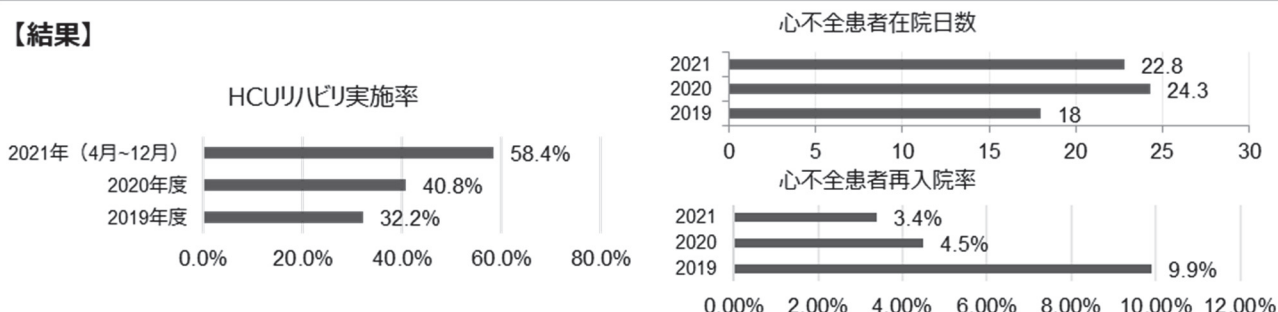 【結果】
HCUリハビリ実施率
2021年（4月~12月） 58.4%
2020年度 40.8%
2019年度 32.2%
0.0% 20.0% 40.0% 60.0% 80.0%
心不全患者在院日数
2021 22.8
2020 24.3
2019 18
0 5 10 15 20 25 30
心不全患者再入院率
2021 3.4%
2020 4.5%
2019 9.9%
0.00% 2.00% 4.00% 6.00% 8.00% 10.00% 12.00%